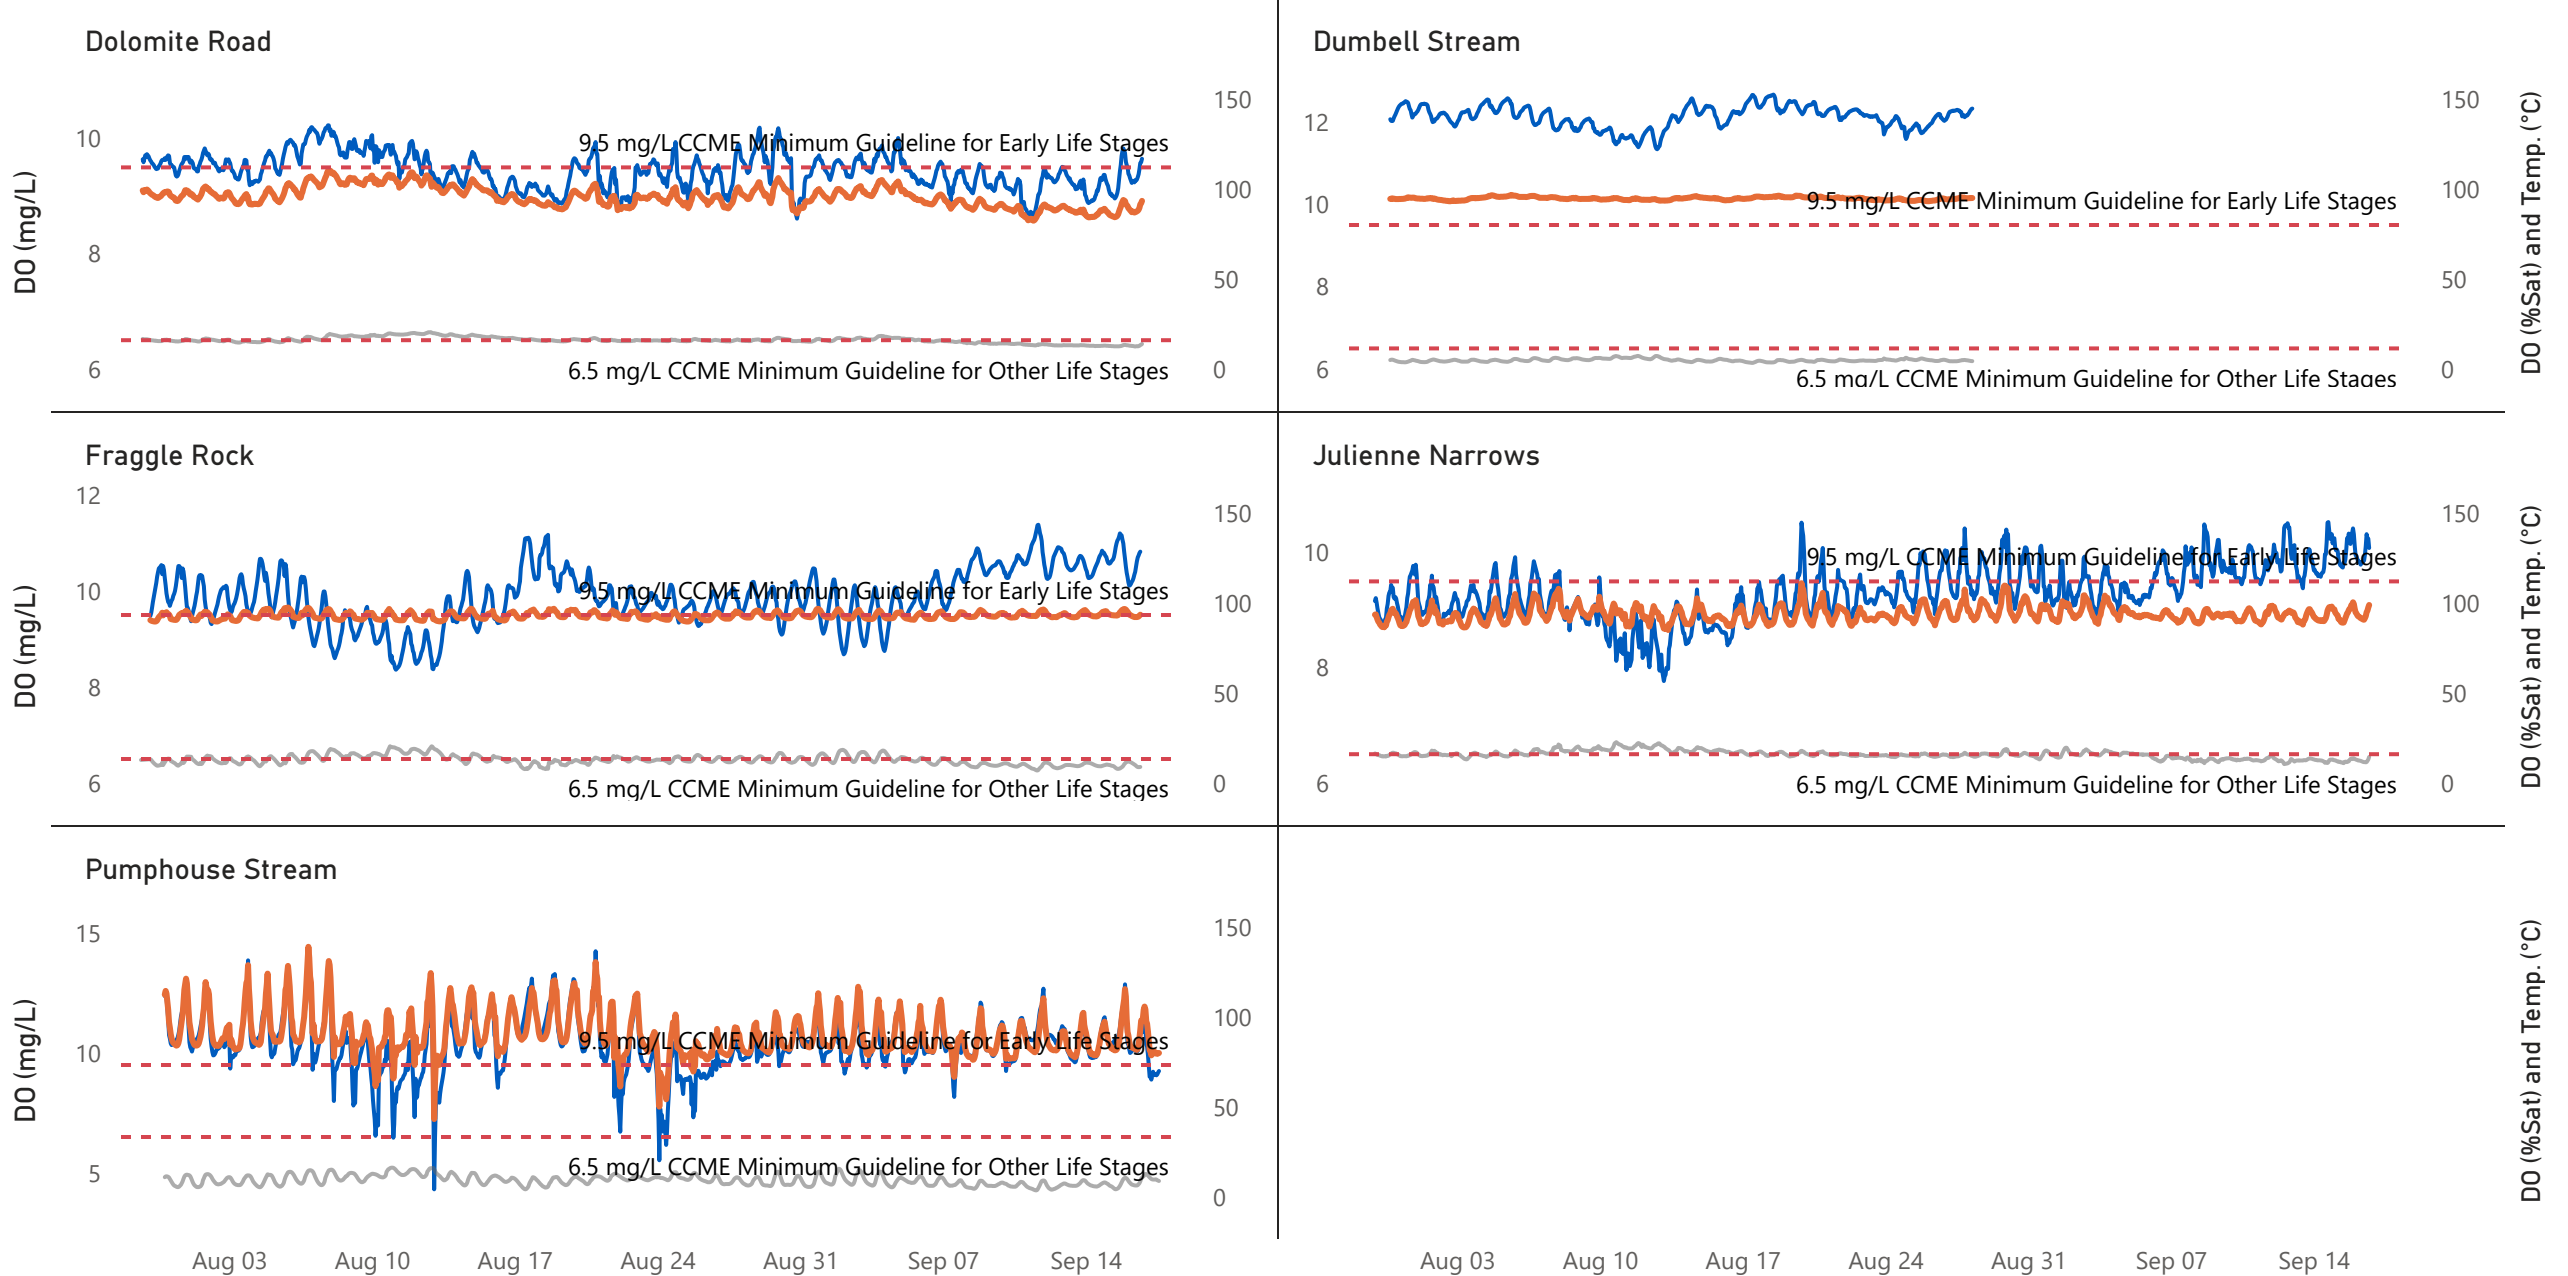 Dolomite Road
DO (mg/L)
10
8
6
150
100
50
0
9.5 mg/L CCME Minimum Guideline for Early Life Stages
6.5 mg/L CCME Minimum Guideline for Other Life Stages
Dumbell Stream
12
10
8
6
150
100
50
0
DO (%Sat) and Temp. (°C)
9.5 mg/L CCME Minimum Guideline for Early Life Stages
6.5 mg/L CCME Minimum Guideline for Other Life Stages
Fraggle Rock
DO (mg/L)
12
10
8
6
150
100
50
0
9.5 mg/L CCME Minimum Guideline for Early Life Stages
6.5 mg/L CCME Minimum Guideline for Other Life Stages
Julienne Narrows
10
8
6
150
100
50
0
DO (%Sat) and Temp. (°C)
9.5 mg/L CCME Minimum Guideline for Early Life Stages
6.5 mg/L CCME Minimum Guideline for Other Life Stages
Pumphouse Stream
DO (mg/L)
15
10
5
150
100
50
0
9.5 mg/L CCME Minimum Guideline for Early Life Stages
6.5 mg/L CCME Minimum Guideline for Other Life Stages
DO (%Sat) and Temp. (°C)
Aug 03 Aug 10 Aug 17 Aug 24 Aug 31 Sep 07 Sep 14
Aug 03 Aug 10 Aug 17 Aug 24 Aug 31 Sep 07 Sep 14